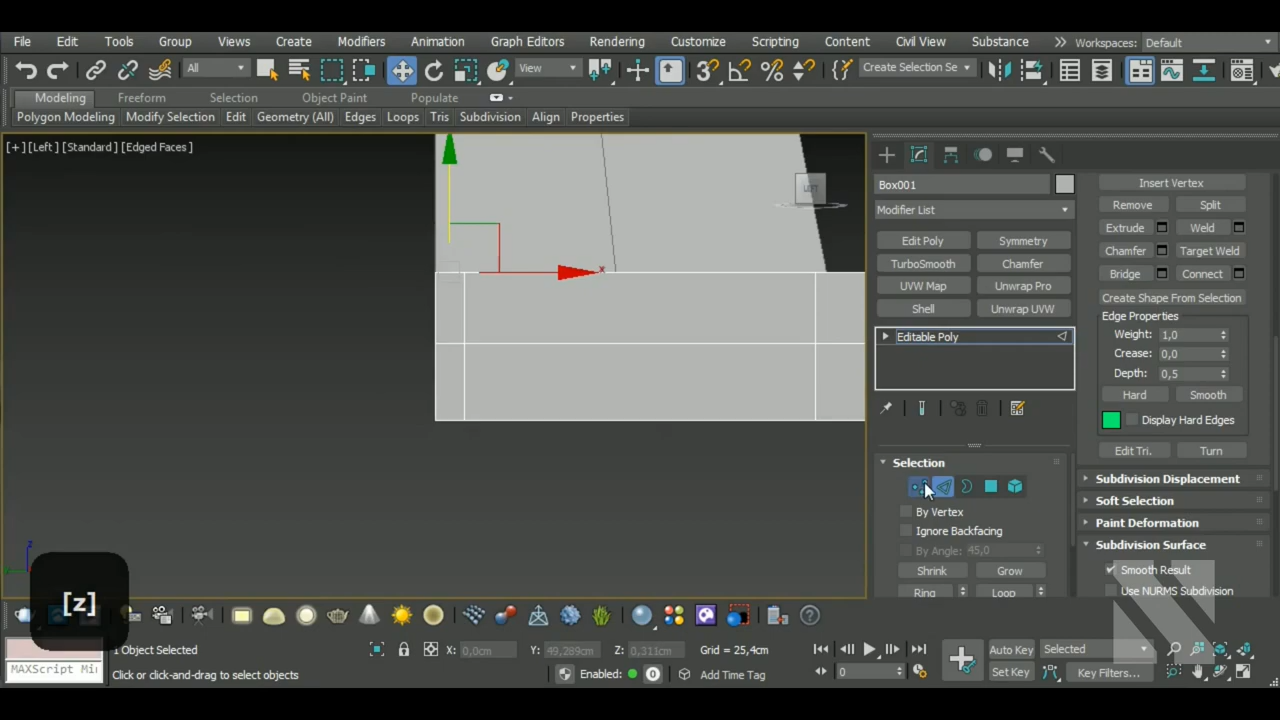 File Edit Tools Group Views Create Modifiers Animation Graph Editors Rendering Customize Scripting Content Civil View Substance Workspaces: Default
All View Create Selection Se
Modeling Freeform Selection Object Paint Populate
Polygon Modeling Modify Selection Edit Geometry (All) Edges Loops Tris Subdivision Align Properties
[+] [Left] [Standard] [Edged Faces]
LEFT
x
Box001
Modifier List
Edit Poly Symmetry
TurboSmooth Chamfer
UVW Map Unwrap Pro
Shell Unwrap UVW
Editable Poly
Selection
By Vertex
Ignore Backfacing
By Angle: 45,0
Shrink Grow
Ring Loop
Insert Vertex
Remove Split
Extrude Weld
Chamfer Target Weld
Bridge Connect
Create Shape From Selection
Edge Properties
Weight: 1,0
Crease: 0,0
Depth: 0,5
Hard Smooth
Display Hard Edges
Edit Tri. Turn
Subdivision Displacement
Soft Selection
Paint Deformation
Subdivision Surface
Smooth Result
Use NURMS Subdivision
z
[z]
1 Object Selected X: 0,0cm Y: 49,289cm Z: 0,311cm Grid = 25,4cm Auto Key Selected
MAXScript Mi Click or click-and-drag to select objects Enabled: 0 Add Time Tag 0 Set Key Key Filters...